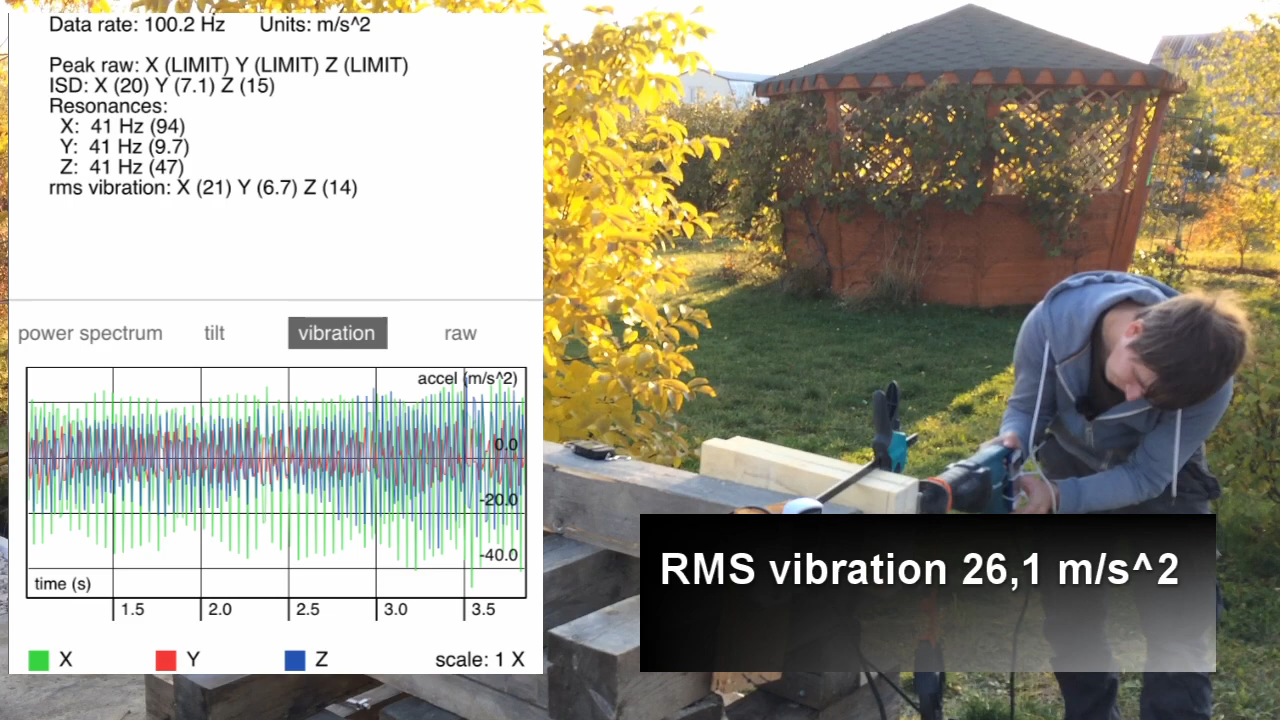 Data rate: 100.2 Hz Units: m/s^2
Peak raw: X (LIMIT) Y (LIMIT) Z (LIMIT)
ISD: X (20) Y (7.1) Z (15)
Resonances:
X: 41 Hz (94)
Y: 41 Hz (9.7)
Z: 41 Hz (47)
rms vibration: X (21) Y (6.7) Z (14)
power spectrum tilt vibration raw
accel (m/s^2)
0.0
-20.0
-40.0
time (s)
1.5 2.0 2.5 3.0 3.5
X Y Z scale: 1 X
RMS vibration 26,1 m/s^2